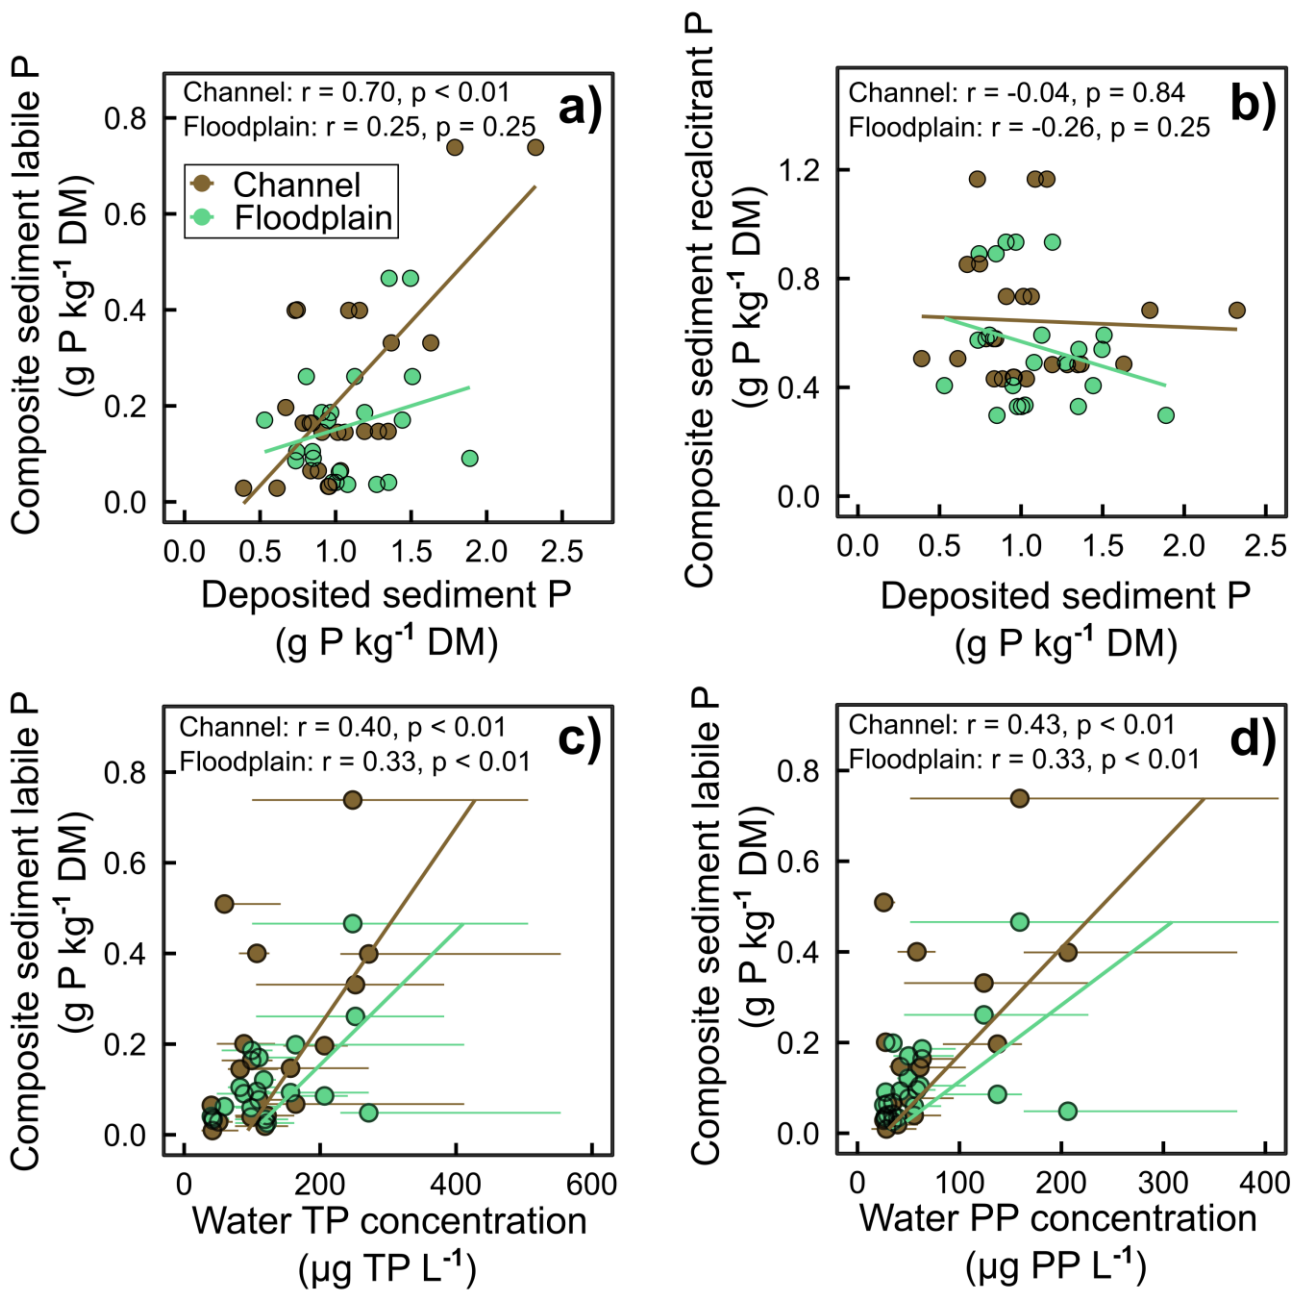 Composite sediment labile P
(g P kg-1 DM)
Channel: r = 0.70, p < 0.01
Floodplain: r = 0.25, p = 0.25
a)
Channel
Floodplain
0.8
0.6
0.4
0.2
0.0
0.0 0.5 1.0 1.5 2.0 2.5
Deposited sediment P
(g P kg-1 DM)
Composite sediment recalcitrant P
(g P kg-1 DM)
Channel: r = -0.04, p = 0.84
Floodplain: r = -0.26, p = 0.25
b)
1.2
0.8
0.4
0.0
0.0 0.5 1.0 1.5 2.0 2.5
Deposited sediment P
(g P kg-1 DM)
Composite sediment labile P
(g P kg-1 DM)
Channel: r = 0.40, p < 0.01
Floodplain: r = 0.33, p < 0.01
c)
0.8
0.6
0.4
0.2
0.0
0 200 400 600
Water TP concentration
(µg TP L-1)
Composite sediment labile P
(g P kg-1 DM)
Channel: r = 0.43, p < 0.01
Floodplain: r = 0.33, p < 0.01
d)
0.8
0.6
0.4
0.2
0.0
0 100 200 300 400
Water PP concentration
(µg PP L-1)